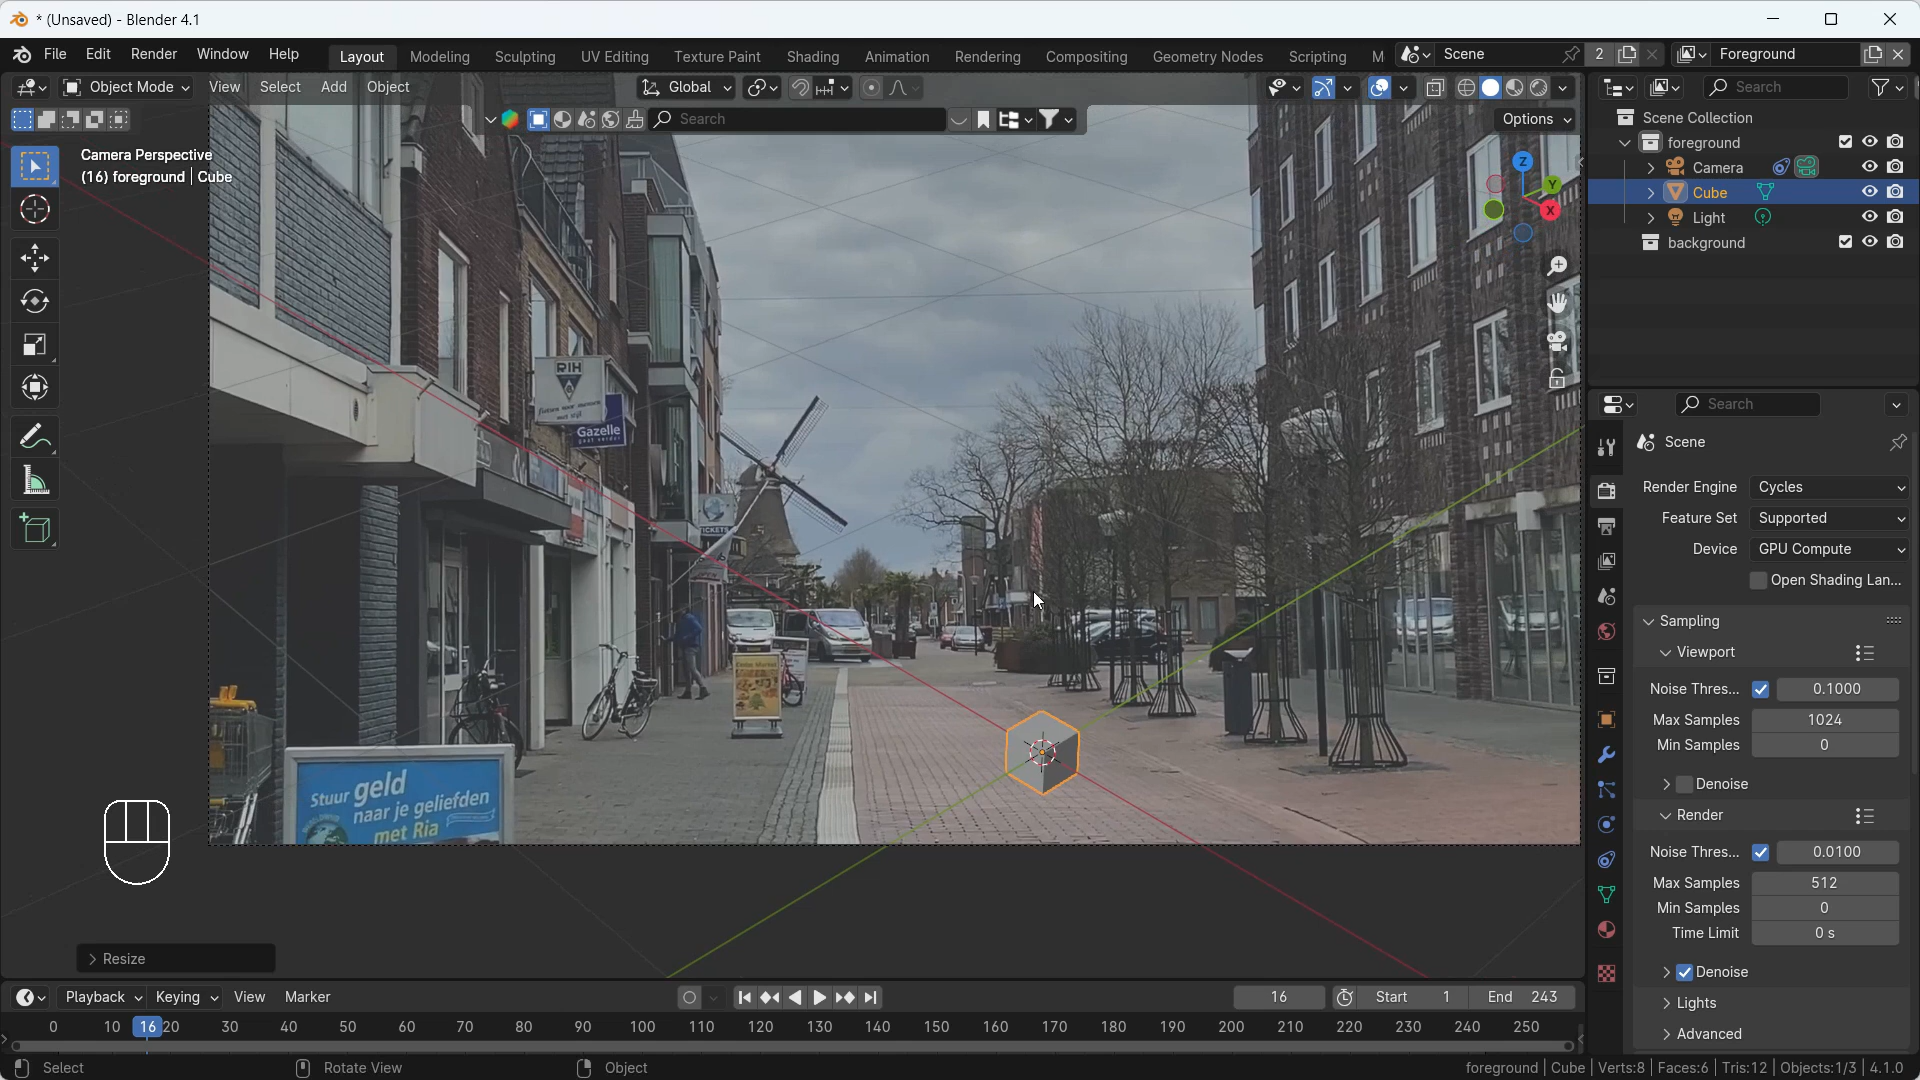 * (Unsaved) - Blender 4.1
File Edit Render Window Help Layout Modeling Sculpting UV Editing Texture Paint Shading Animation Rendering Compositing Geometry Nodes Scripting M Scene 2 Foreground
Object Mode View Select Add Object Global Search
Search Options
Scene Collection
foreground
Camera
Cube
Light
background
Camera Perspective
(16) foreground | Cube
Z
Y
X
RIH
fietsen voor mensen
met stijl
Gazelle
TICKETS
Stuur geld
naar je geliefden
met Ria
Search
Scene
Render Engine Cycles
Feature Set Supported
Device GPU Compute
Open Shading Lan...
Sampling
Viewport
Noise Thres... 0.1000
Max Samples 1024
Min Samples 0
Denoise
Render
Noise Thres... 0.0100
Max Samples 512
Min Samples 0
Time Limit 0 s
Denoise
Lights
Advanced
Resize
Playback Keying View Marker 16 Start 1 End 243
0 10 16 20 30 40 50 60 70 80 90 100 110 120 130 140 150 160 170 180 190 200 210 220 230 240 250
Select Rotate View Object foreground | Cube | Verts:8 | Faces:6 | Tris:12 | Objects:1/3 | 4.1.0